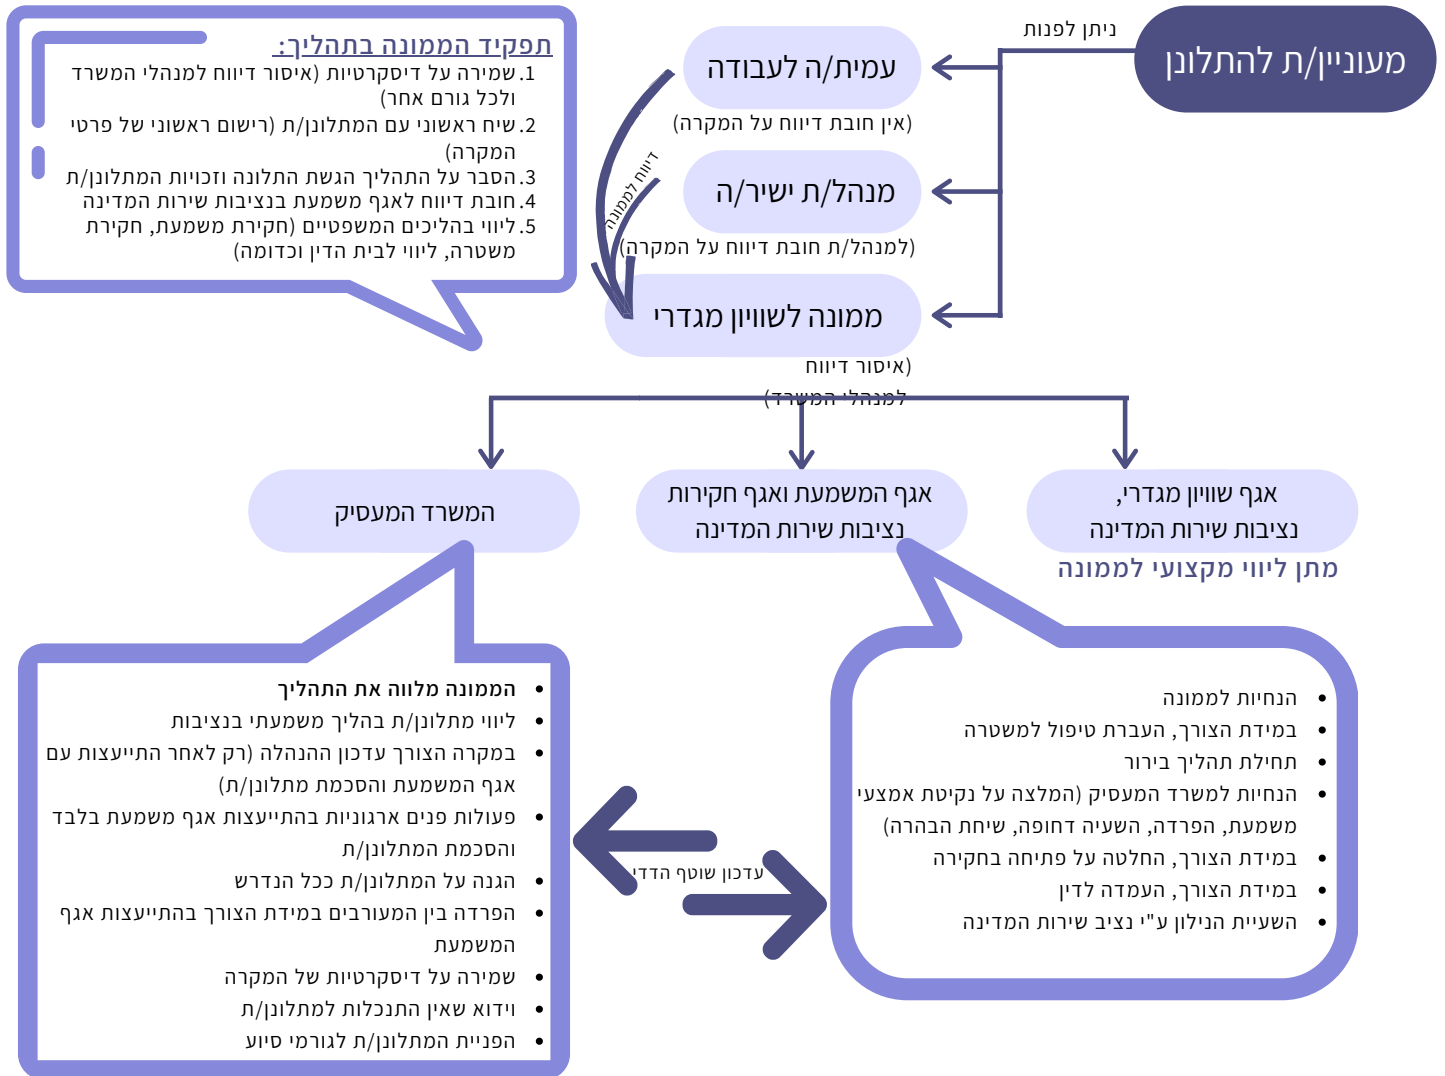 מעוניין/ת להתלונן
ניתן לפנות
עמית/ה לעבודה
(אין חובת דיווח על המקרה)
מנהל/ת ישיר/ה
(למנהל/ת חובת דיווח על המקרה)
דיווח לממונה
ממונה לשוויון מגדרי
(איסור דיווח
למנהלי המשרד)
תפקיד הממונה בתהליך:
1. שמירה על דיסקרטיות (איסור דיווח למנהלי המשרד
ולכל גורם אחר)
2. שיח ראשוני עם המתלונן/ת (רישום ראשוני של פרטי
המקרה)
3. הסבר על התהליך הגשת התלונה וזכויות המתלונן/ת
4. חובת דיווח לאגף משמעת בנציבות שירות המדינה
5. ליווי בהליכים המשפטיים (חקירת משמעת, חקירת
משטרה, ליווי לבית הדין וכדומה)
אגף שוויון מגדרי,
נציבות שירות המדינה
מתן ליווי מקצועי לממונה
אגף המשמעת ואגף חקירות
נציבות שירות המדינה
המשרד המעסיק
• הנחיות לממונה
• במידת הצורך, העברת טיפול למשטרה
• תחילת תהליך בירור
• הנחיות למשרד המעסיק (המלצה על נקיטת אמצעי
משמעת, הפרדה, השעיה דחופה, שיחת הבהרה)
• במידת הצורך, החלטה על פתיחה בחקירה
• במידת הצורך, העמדה לדין
• השעיית הנילון ע"י נציב שירות המדינה
עדכון שוטף הדדי
• הממונה מלווה את התהליך
• ליווי מתלונן/ת בהליך משמעתי בנציבות
• במקרה הצורך עדכון ההנהלה (רק לאחר התייעצות עם
אגף המשמעת והסכמת מתלונן/ת)
• פעולות פנים ארגוניות בהתייעצות אגף משמעת בלבד
והסכמת המתלונן/ת
• הגנה על המתלונן/ת ככל הנדרש
• הפרדה בין המעורבים במידת הצורך בהתייעצות אגף
המשמעת
• שמירה על דיסקרטיות של המקרה
• וידוא שאין התנכלות למתלונן/ת
• הפניית המתלונן/ת לגורמי סיוע